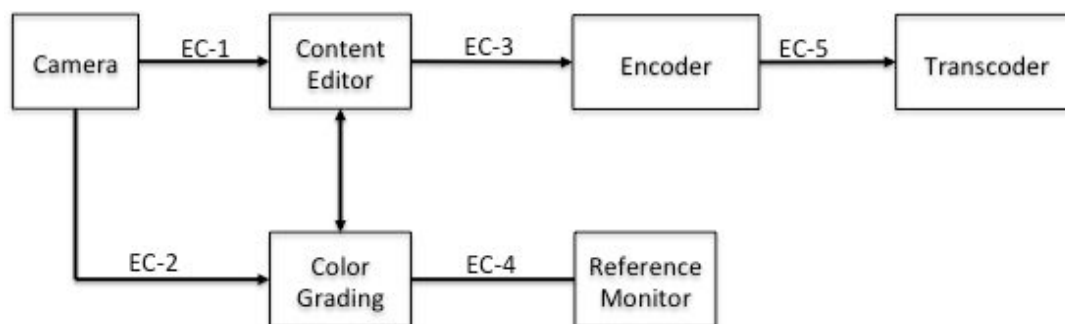 Camera
EC-1
Content
Editor
EC-3
Encoder
EC-5
Transcoder
EC-2
Color
Grading
EC-4
Reference
Monitor